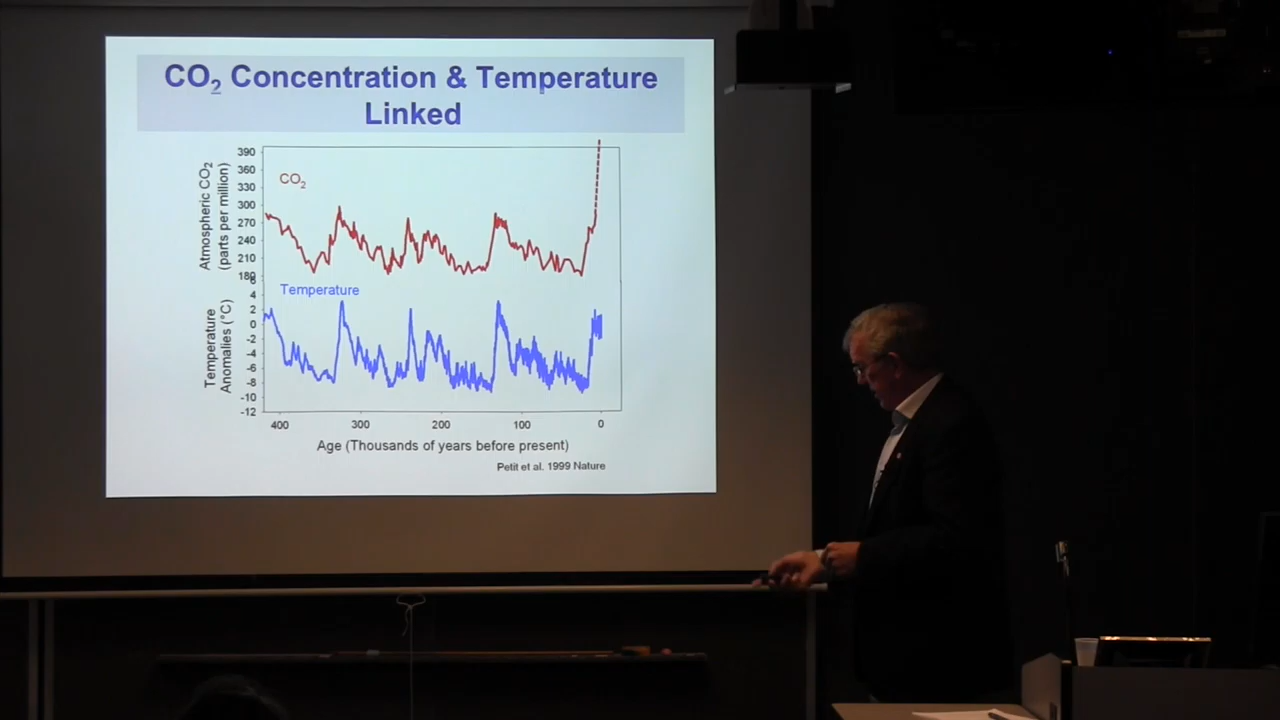 CO₂ Concentration & Temperature
Linked
Atmospheric CO₂
(parts per million)
390
360
330
300
270
240
210
180
CO₂
Temperature
Anomalies (°C)
6
4
2
0
-2
-4
-6
-8
-10
-12
Temperature
400
300
200
100
0
Age (Thousands of years before present)
Petit et al. 1999 Nature